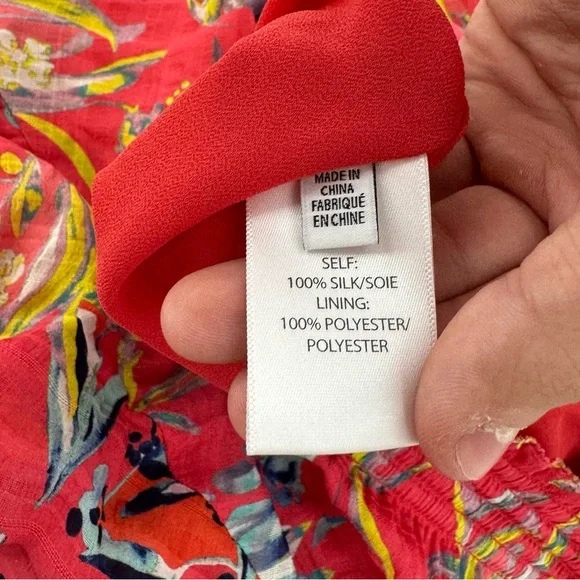 MADE IN
CHINA
FABRIQUÉ
EN CHINE
SELF:
100% SILK/SOIE
LINING:
100% POLYESTER/
POLYESTER